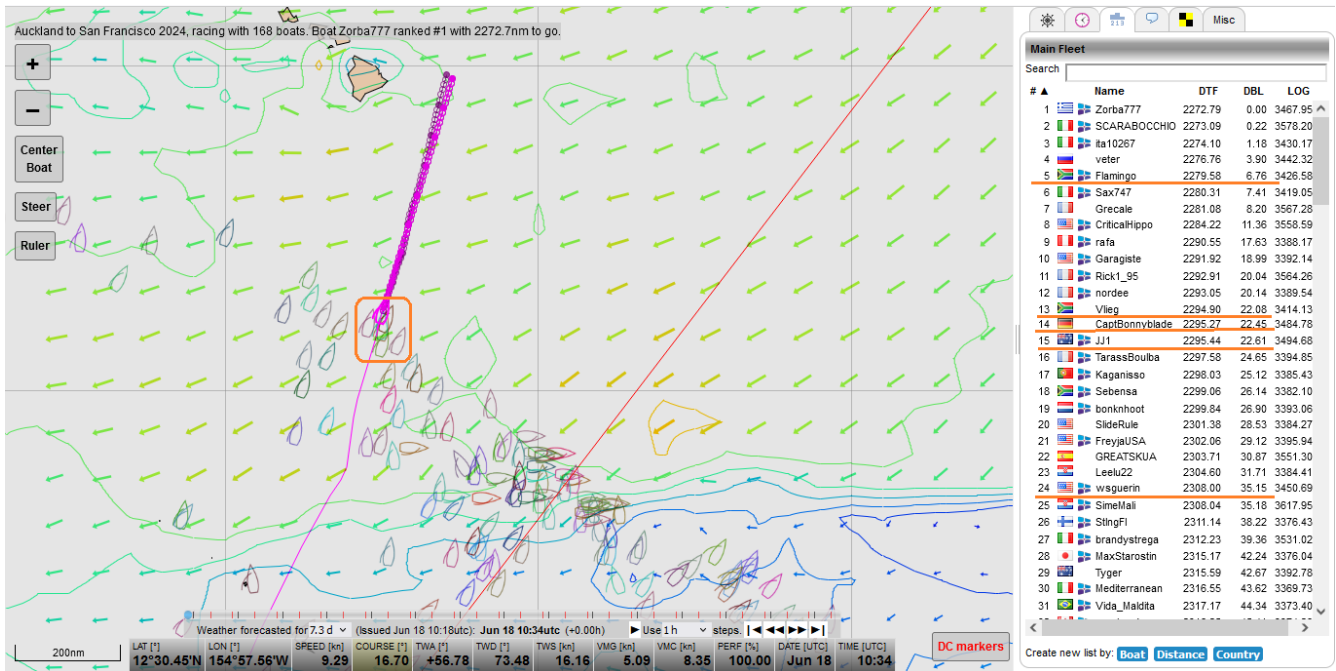 Auckland to San Francisco 2024, racing with 168 boats. Boat Zorba777 ranked #1 with 2272.7nm to go.
+
−
Center
Boat
Steer
Ruler
200nm
Weather forecasted for 7.3 d (Issued Jun 18 10:18utc): Jun 18 10:34utc (+0.00h) Use 1 h steps.
DC markers
LAT [°] LON [°] SPEED [kn] COURSE [°] TWA [°] TWD [°] TWS [kn] VMG [kn] VMC [kn] PERF [%] DATE [UTC] TIME [UTC]
12°30.45'N 154°57.56'W 9.29 16.70 +56.78 73.48 16.16 5.09 8.35 100.00 Jun 18 10:34
Misc
Main Fleet
Search
# ▲ Name DTF DBL LOG
1 Zorba777 2272.79 0.00 3467.95
2 SCARABOCCHIO 2273.09 0.22 3578.20
3 ita10267 2274.10 1.18 3430.17
4 veter 2276.76 3.90 3442.32
5 Flamingo 2279.58 6.76 3426.58
6 Sax747 2280.31 7.41 3419.05
7 Grecale 2281.08 8.20 3567.28
8 CriticalHippo 2284.22 11.36 3558.59
9 rafa 2290.55 17.63 3388.17
10 Garagiste 2291.92 18.99 3392.14
11 Rick1_95 2292.91 20.04 3564.26
12 nordee 2293.05 20.14 3389.54
13 Vlieg 2294.90 22.08 3414.13
14 CaptBonnyblade 2295.27 22.45 3484.78
15 JJ1 2295.44 22.61 3494.68
16 TarassBoulba 2297.58 24.65 3394.85
17 Kaganisso 2298.03 25.12 3385.43
18 Sebensa 2299.06 26.14 3382.10
19 bonknhoot 2299.84 26.90 3393.06
20 SlideRule 2301.38 28.53 3384.27
21 FreyjaUSA 2302.06 29.12 3395.94
22 GREATSKUA 2303.71 30.87 3551.30
23 Leelu22 2304.60 31.71 3384.41
24 wsguerin 2308.00 35.15 3450.69
25 SimeMali 2308.04 35.18 3617.95
26 StIngFI 2311.14 38.22 3376.43
27 brandystrega 2312.23 39.36 3531.02
28 MaxStarostin 2315.17 42.24 3376.04
29 Tyger 2315.59 42.67 3392.78
30 Mediterranean 2316.55 43.62 3369.73
31 Vida_Maldita 2317.17 44.34 3373.40
Create new list by: Boat Distance Country